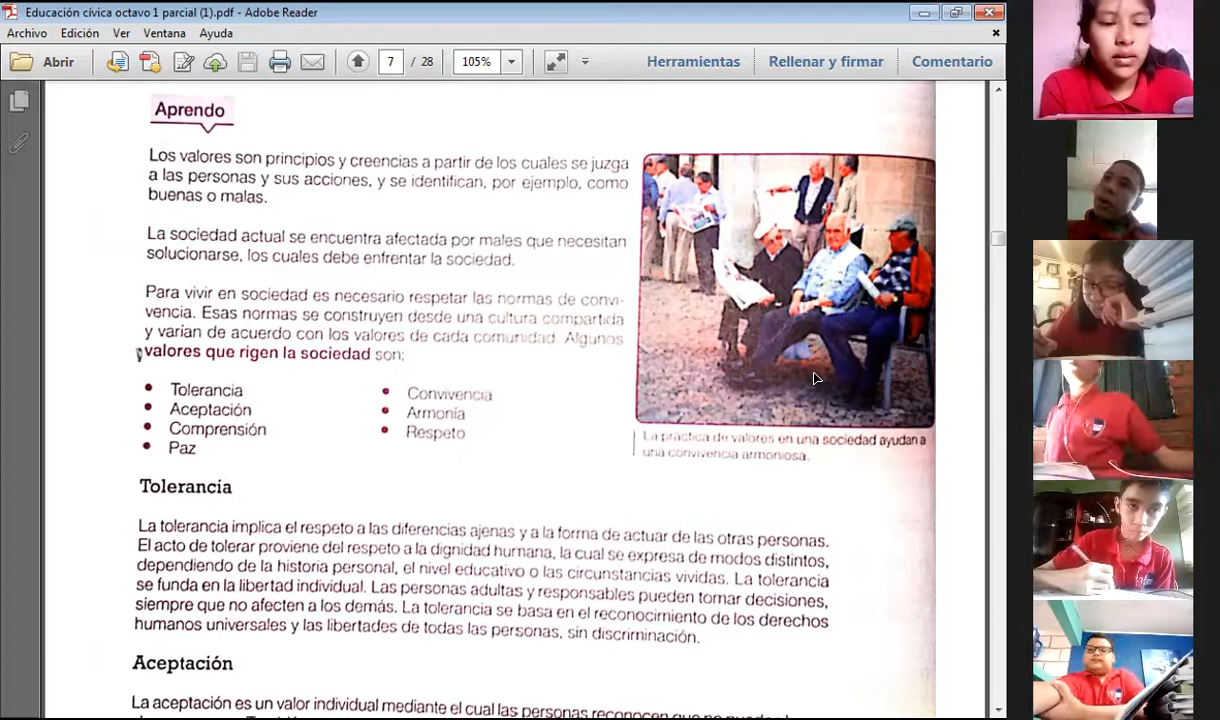 Educación cívica octavo 1 parcial (1).pdf - Adobe Reader
Archivo Edición Ver Ventana Ayuda
Abrir 7 / 28 105% Herramientas Rellenar y firmar Comentario
Aprendo
Los valores son principios y creencias a partir de los cuales se juzga
a las personas y sus acciones, y se identifican, por ejemplo, como
buenas o malas.
La sociedad actual se encuentra afectada por males que necesitan
solucionarse, los cuales debe enfrentar la sociedad.
Para vivir en sociedad es necesario respetar las normas de convi-
vencia. Esas normas se construyen desde una cultura compartida
y varían de acuerdo con los valores de cada comunidad. Algunos
valores que rigen la sociedad son:
• Tolerancia
• Aceptación
• Comprensión
• Paz
• Convivencia
• Armonía
• Respeto
La práctica de valores en una sociedad ayudan a
una convivencia armoniosa.
Tolerancia
La tolerancia implica el respeto a las diferencias ajenas y a la forma de actuar de las otras personas.
El acto de tolerar proviene del respeto a la dignidad humana, la cual se expresa de modos distintos,
dependiendo de la historia personal, el nivel educativo o las circunstancias vividas. La tolerancia
se funda en la libertad individual. Las personas adultas y responsables pueden tomar decisiones,
siempre que no afecten a los demás. La tolerancia se basa en el reconocimiento de los derechos
humanos universales y las libertades de todas las personas, sin discriminación.
Aceptación
La aceptación es un valor individual mediante el cual las personas reconocen que no pueden